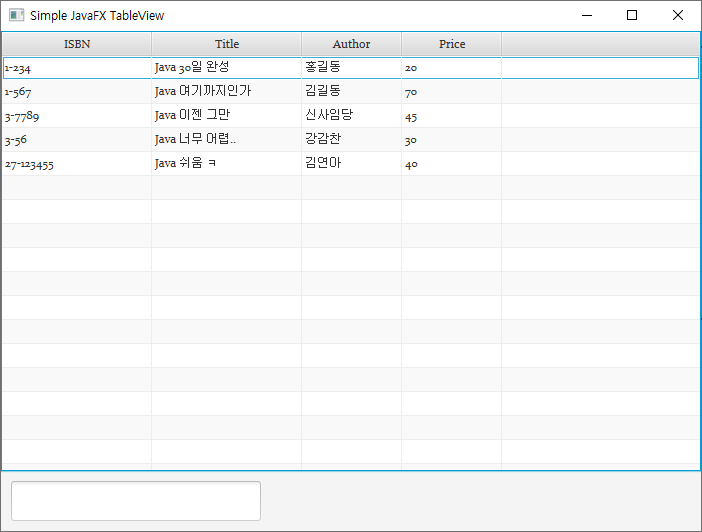 Simple JavaFX TableView
ISBN Title Author Price
1-234 Java 30일 완성 홍길동 20
1-567 Java 여기까지인가 김길동 70
3-7789 Java 이젠 그만 신사임당 45
3-56 Java 너무 어렵.. 강감찬 30
27-123455 Java 쉬움 ㅋ 김연아 40